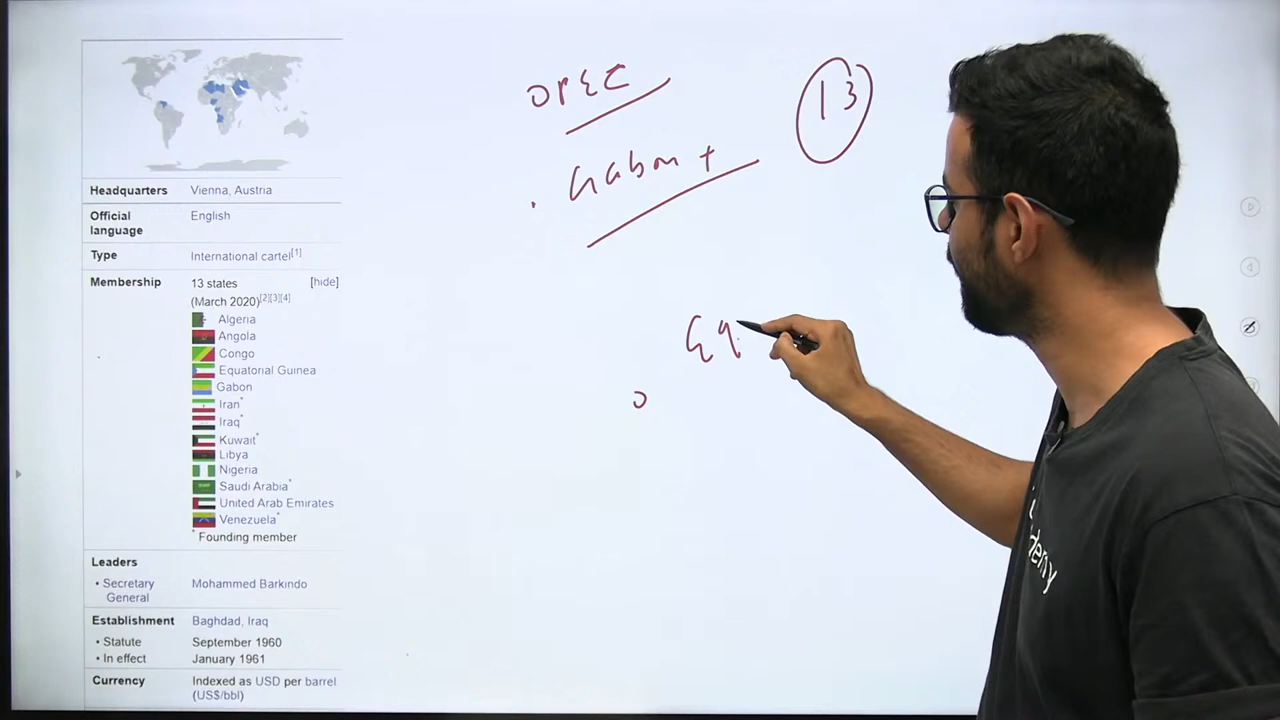 Headquarters Vienna, Austria
Official language English
Type International cartel[1]
Membership 13 states [hide]
(March 2020)[2][3][4]
Algeria
Angola
Congo
Equatorial Guinea
Gabon
Iran*
Iraq*
Kuwait*
Libya
Nigeria
Saudi Arabia*
United Arab Emirates
Venezuela*
* Founding member
Leaders
• Secretary General Mohammed Barkindo
Establishment Baghdad, Iraq
• Statute September 1960
• In effect January 1961
Currency Indexed as USD per barrel
(US$/bbl)
OPEC
13
. Gabon +
Eq